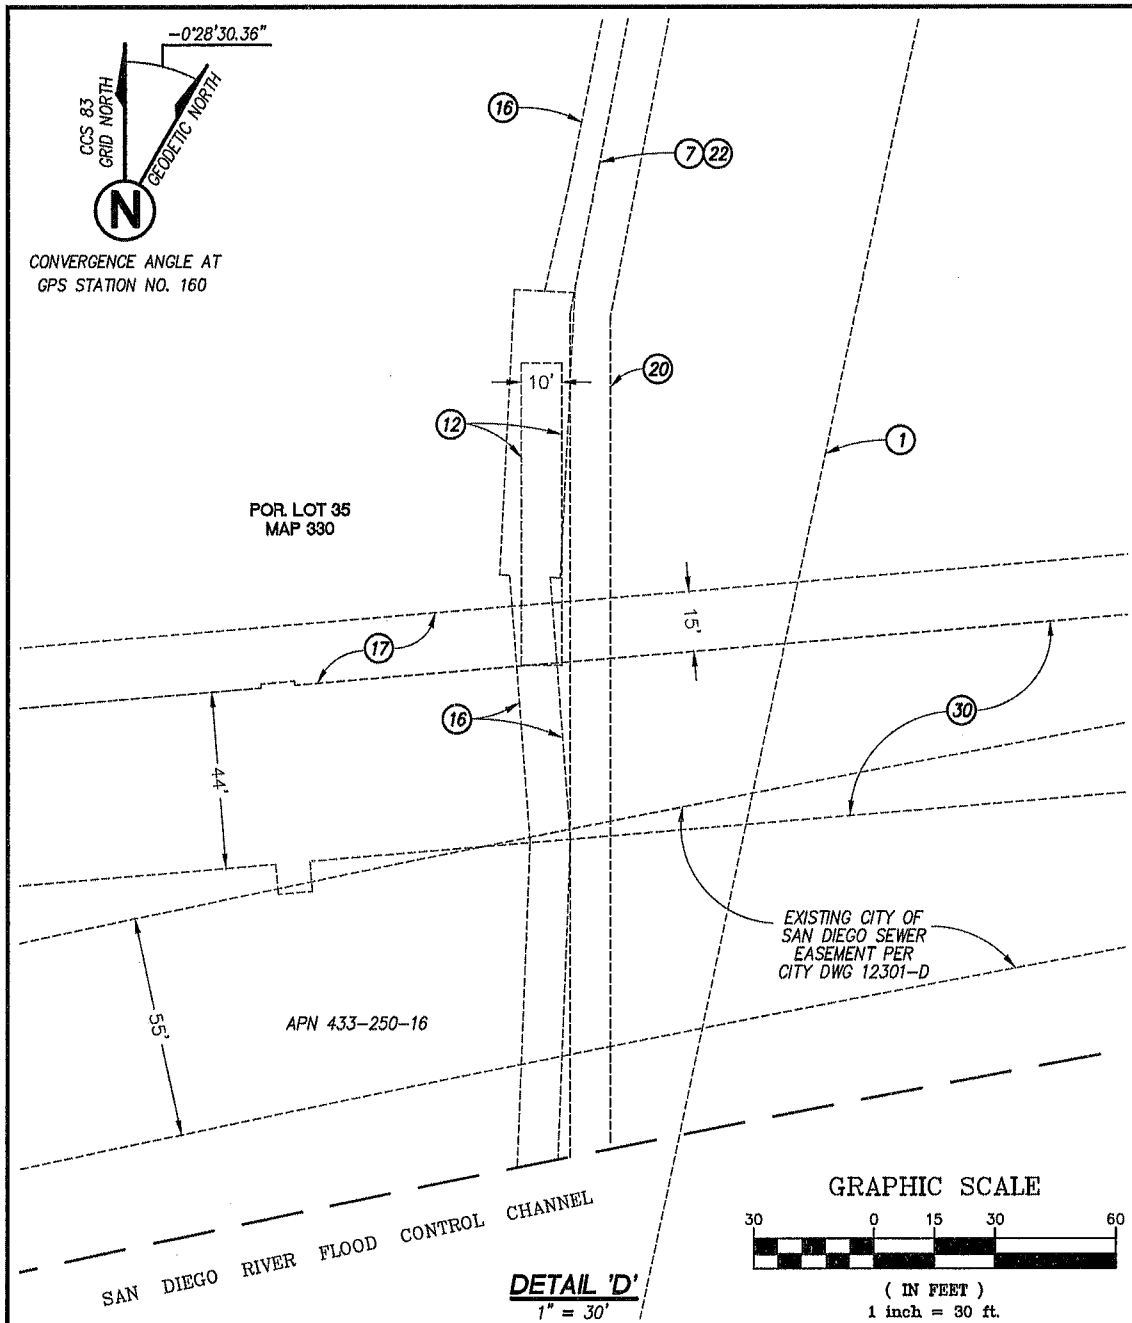 -0°28'30.36"
CCS 83
GRID NORTH
GEODETIC NORTH
N
CONVERGENCE ANGLE AT
GPS STATION NO. 160
16
7 22
20
10'
12
1
POR. LOT 35
MAP 330
15'
17
16
30
44'
EXISTING CITY OF
SAN DIEGO SEWER
EASEMENT PER
CITY DWG 12301-D
55'
APN 433-250-16
SAN DIEGO RIVER FLOOD CONTROL CHANNEL
GRAPHIC SCALE
30 0 15 30 60
( IN FEET )
1 inch = 30 ft.
DETAIL 'D'
1" = 30'